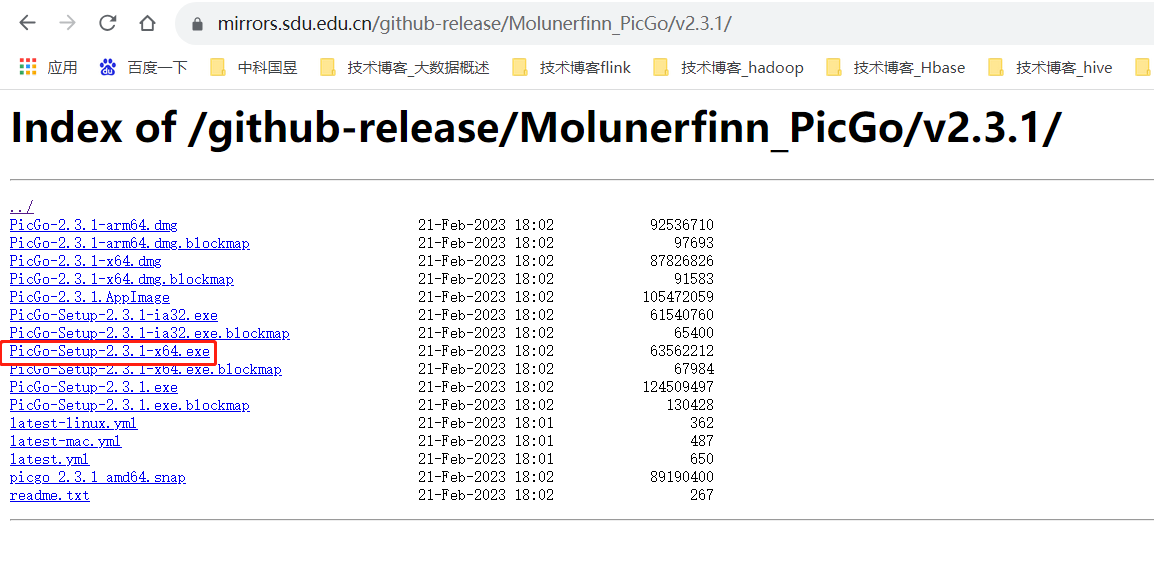 mirrors.sdu.edu.cn/github-release/Molunerfinn_PicGo/v2.3.1/
应用 百度一下 中科国昱 技术博客_大数据概述 技术博客flink 技术博客_hadoop 技术博客_Hbase 技术博客_hive
Index of /github-release/Molunerfinn_PicGo/v2.3.1/
../
PicGo-2.3.1-arm64.dmg 21-Feb-2023 18:02 92536710
PicGo-2.3.1-arm64.dmg.blockmap 21-Feb-2023 18:02 97693
PicGo-2.3.1-x64.dmg 21-Feb-2023 18:02 87826826
PicGo-2.3.1-x64.dmg.blockmap 21-Feb-2023 18:02 91583
PicGo-2.3.1.AppImage 21-Feb-2023 18:02 105472059
PicGo-Setup-2.3.1-ia32.exe 21-Feb-2023 18:02 61540760
PicGo-Setup-2.3.1-ia32.exe.blockmap 21-Feb-2023 18:02 65400
PicGo-Setup-2.3.1-x64.exe 21-Feb-2023 18:02 63562212
PicGo-Setup-2.3.1-x64.exe.blockmap 21-Feb-2023 18:02 67984
PicGo-Setup-2.3.1.exe 21-Feb-2023 18:02 124509497
PicGo-Setup-2.3.1.exe.blockmap 21-Feb-2023 18:02 130428
latest-linux.yml 21-Feb-2023 18:01 362
latest-mac.yml 21-Feb-2023 18:01 487
latest.yml 21-Feb-2023 18:01 650
picgo_2.3.1_amd64.snap 21-Feb-2023 18:02 89190400
readme.txt 21-Feb-2023 18:02 267